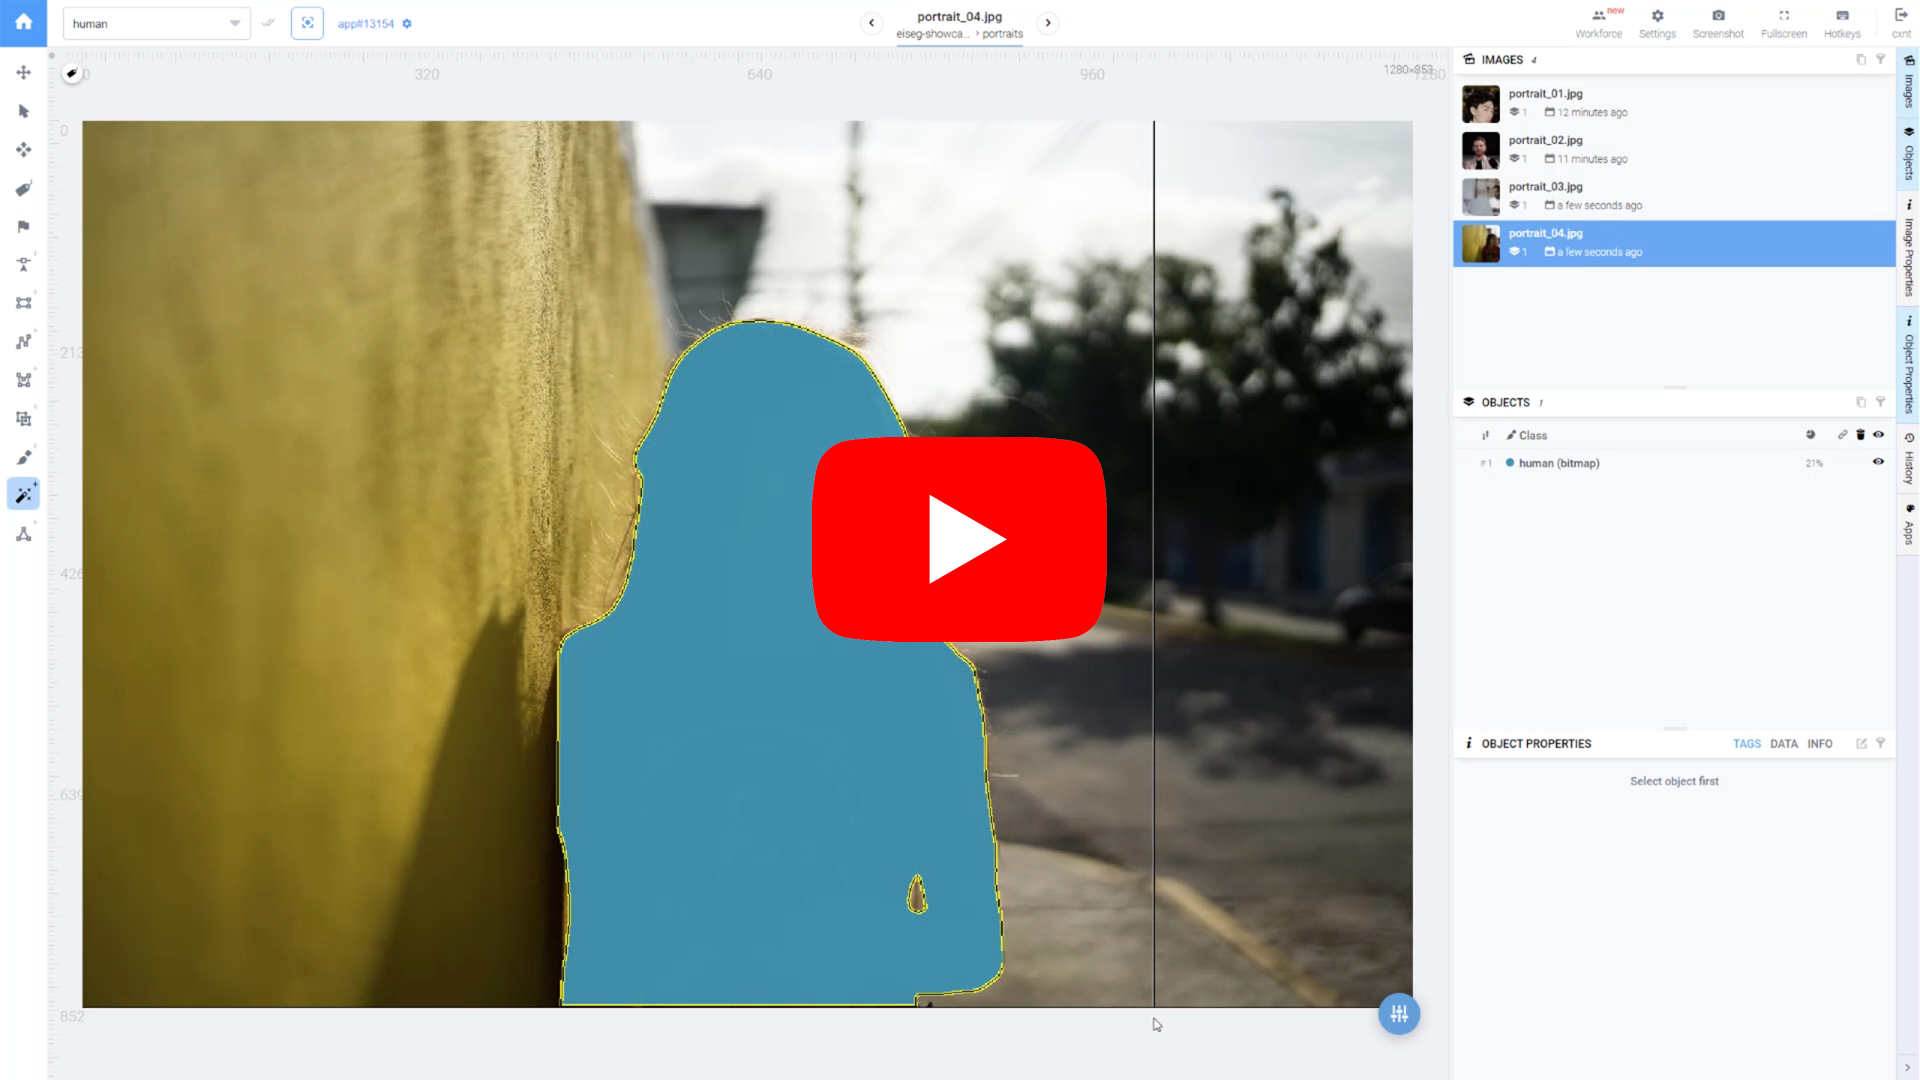 human
app#13154
portrait_04.jpg
eiseg-showca... > portraits
new
Workforce
Settings
Screenshot
Fullscreen
Hotkeys
cxnt
0
320
640
960
1280
1280×853
0
213
426
639
852
IMAGES 4
portrait_01.jpg
1 12 minutes ago
portrait_02.jpg
1 11 minutes ago
portrait_03.jpg
1 a few seconds ago
portrait_04.jpg
1 a few seconds ago
OBJECTS 1
Class
#1 human (bitmap) 21%
OBJECT PROPERTIES TAGS DATA INFO
Select object first
Images
Objects
Image Properties
Object Properties
History
Apps